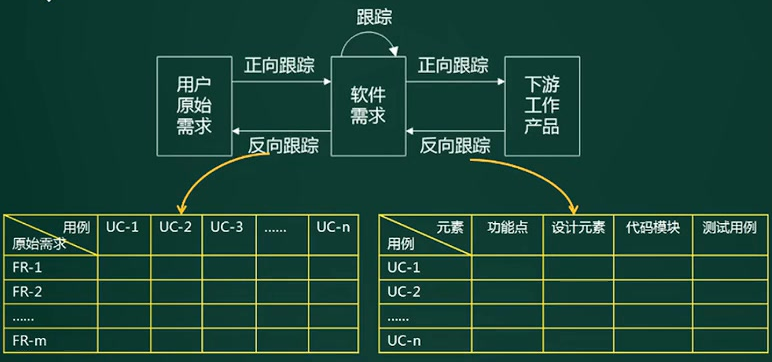 跟踪
用户
原始
需求
正向跟踪
反向跟踪
软件
需求
正向跟踪
反向跟踪
下游
工作
产品
用例
原始需求
UC-1 UC-2 UC-3 ...... UC-n
FR-1
FR-2
......
FR-m
元素
用例
功能点 设计元素 代码模块 测试用例
UC-1
UC-2
......
UC-n